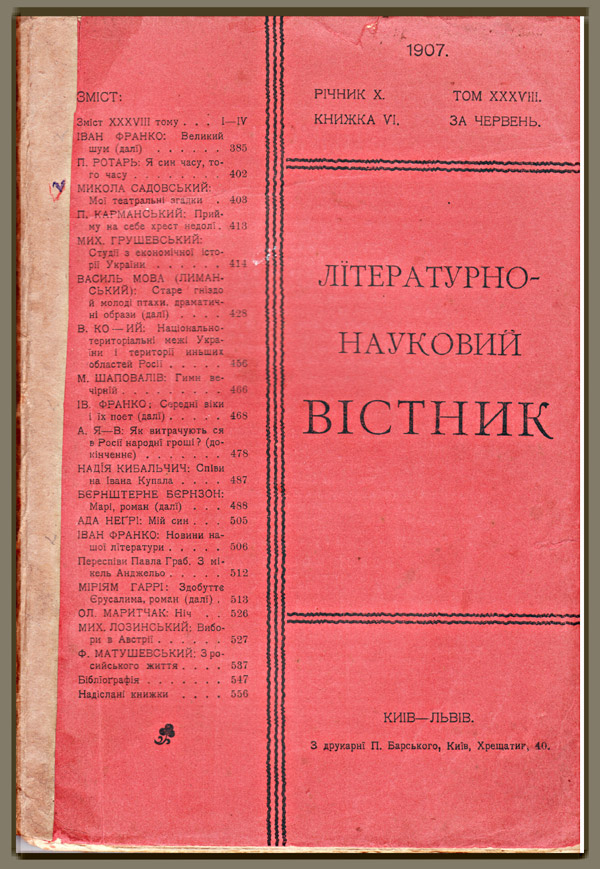 ЗМІСТ:
Зміст XXXVIII тому . . . I—IV
ІВАН ФРАНКО: Великий
шум (далі) . . . . . . 385
П. РОТАРЬ: Я син часу, то-
го часу . . . . . . . . 402
МИКОЛА САДОВСЬКИЙ:
Мої театральні згадки . 403
П. КАРМАНСЬКИЙ: Прий-
му на себе хрест недолі . 413
МИХ. ГРУШЕВСЬКИЙ:
Студії з економічної істо-
рії України . . . . . . 414
ВАСИЛЬ МОВА (ЛИМАН-
СЬКИЙ): Старе гніздо
й молоді птахи. драматич-
ні образи (далі) . . . . 428
В. КО—ИЙ: Національно-
територіальні межі Укра-
їни і території иньших
областей Росії . . . . . 456
М. ШАПОВАЛІВ: Гимн ве-
чірній . . . . . . . . . 466
ІВ. ФРАНКО: Середні віки
і їх поет (далі) . . . . . 468
А. Я—В: Як витрачують ся
в Росії народні гроші? (до-
кінченнє) . . . . . . . 478
НАДІЯ КИБАЛЬЧИЧ: Співи
на Івана Купала . . . . 487
БЄРНШТЕРНЕ БЄРНЗОН:
Марі, роман (далі) . . . 488
АДА НЕҐРІ: Мій син . . . 505
ІВАН ФРАНКО: Новини на-
шої літератури . . . . . 506
Переспіви Павла Граб. З Мі-
кель Анджельо . . . . . 512
МІРІЯМ ГАРРІ: Здобуттє
Єрусалима, роман (далі) . 513
ОЛ. МАРИТЧАК: Ніч . . . 526
МИХ. ЛОЗИНСЬКИЙ: Вибо-
ри в Австрії . . . . . . 527
Ф. МАТУШЕВСЬКИЙ: З ро-
сийського життя . . . . 537
Бібліоґрафія . . . . . . . 547
Надіслані книжки . . . . 556
1907.
РІЧНИК X. ТОМ XXXVIII.
КНИЖКА VI. ЗА ЧЕРВЕНЬ.
ЛЇТЕРАТУРНО-
НАУКОВИЙ
ВІСТНИК
КИЇВ—ЛЬВІВ.
З друкарні П. Барського, Київ, Хрещатик, 40.